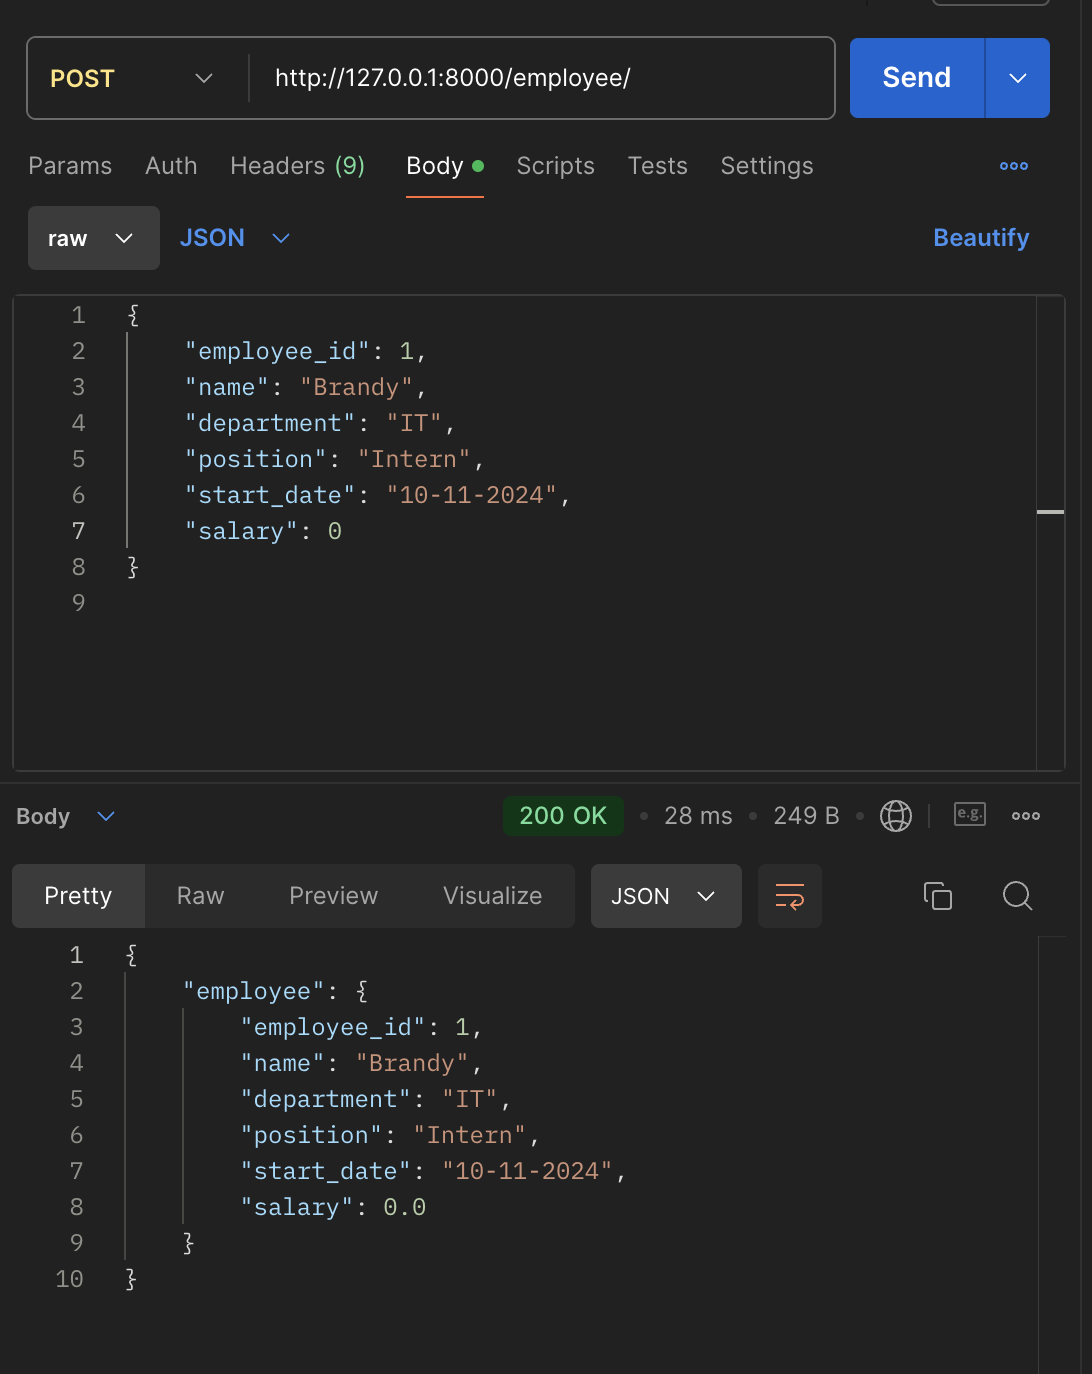 POST http://127.0.0.1:8000/employee/ Send
Params Auth Headers (9) Body Scripts Tests Settings
raw JSON Beautify
1 {
2 "employee_id": 1,
3 "name": "Brandy",
4 "department": "IT",
5 "position": "Intern",
6 "start_date": "10-11-2024",
7 "salary": 0
8 }
9
Body 200 OK • 28 ms • 249 B • e.g.
Pretty Raw Preview Visualize JSON
1 {
2 "employee": {
3 "employee_id": 1,
4 "name": "Brandy",
5 "department": "IT",
6 "position": "Intern",
7 "start_date": "10-11-2024",
8 "salary": 0.0
9 }
10 }